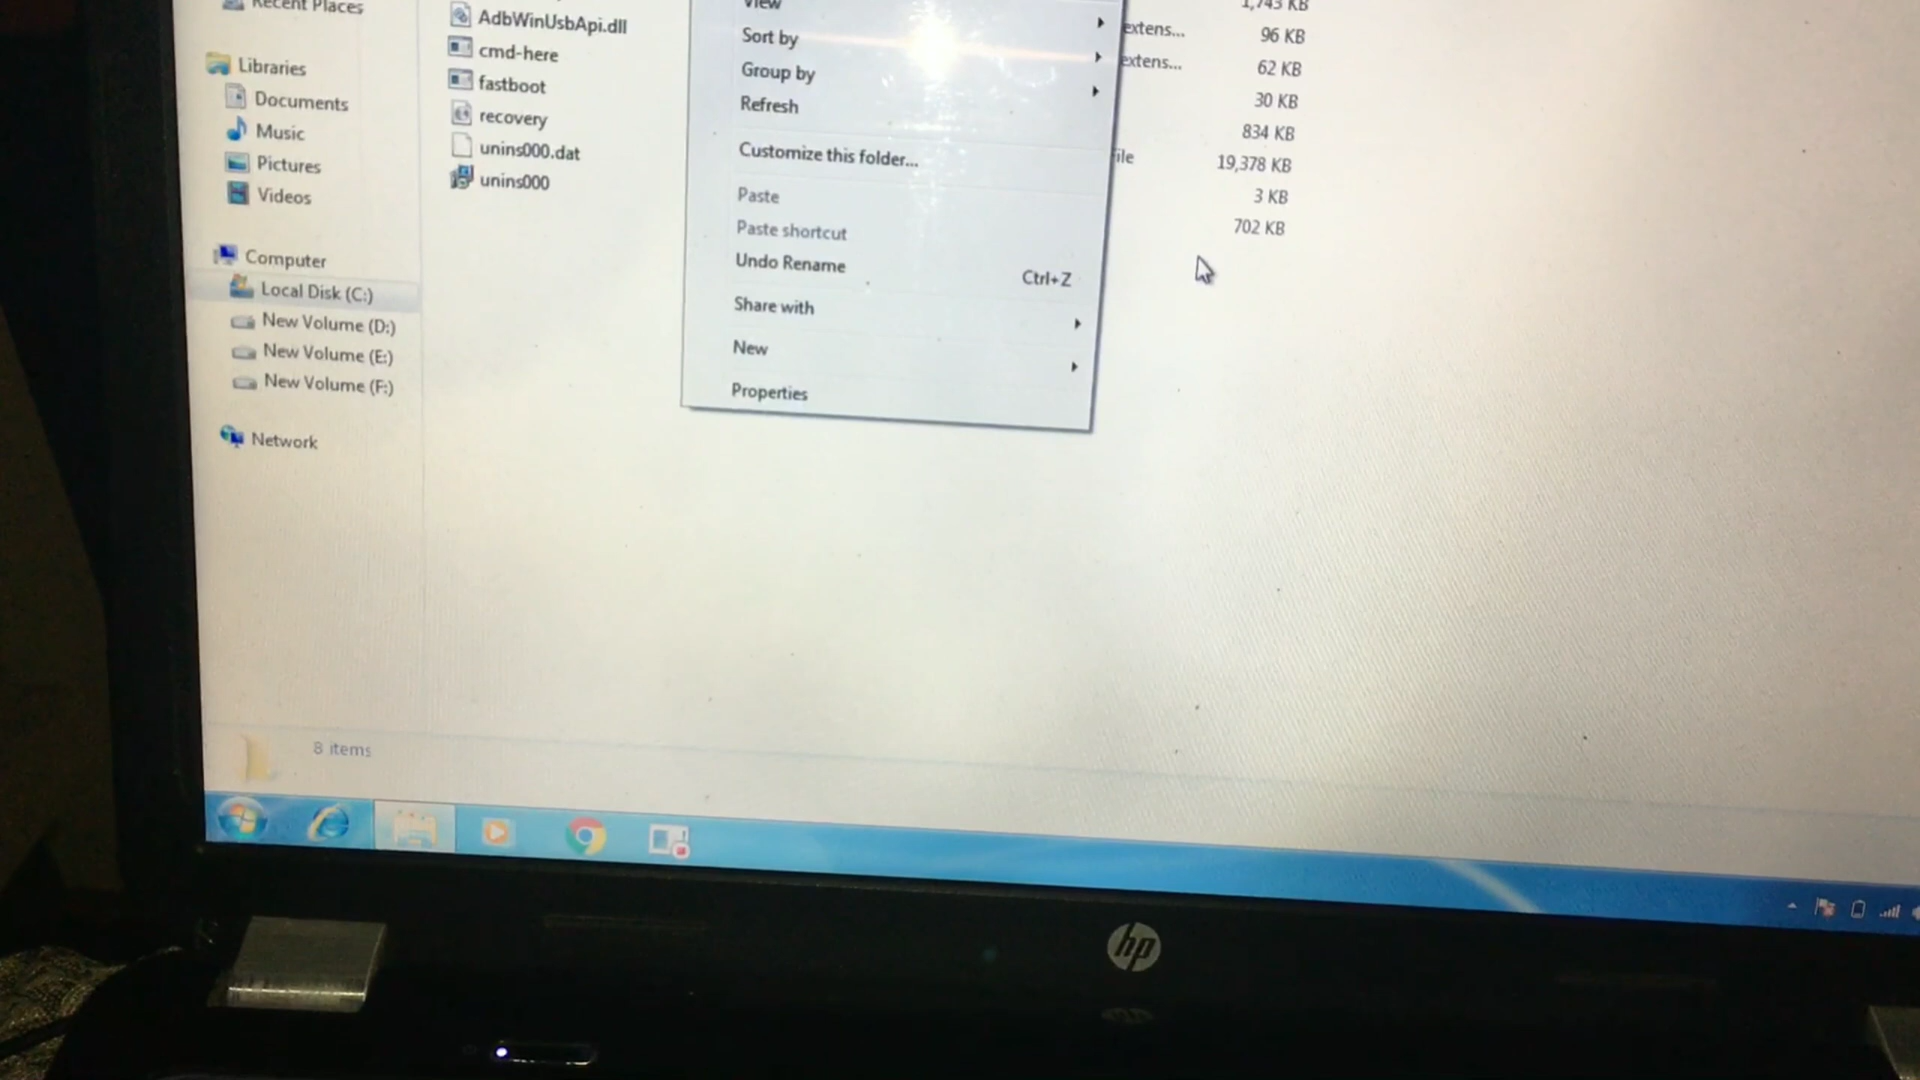 Recent Places
Libraries
Documents
Music
Pictures
Videos
Computer
Local Disk (C:)
New Volume (D:)
New Volume (E:)
New Volume (F:)
Network
AdbWinUsbApi.dll
cmd-here
fastboot
recovery
unins000.dat
unins000
View
Sort by
Group by
Refresh
Customize this folder...
Paste
Paste shortcut
Undo Rename Ctrl+Z
Share with
New
Properties
1,743 KB
extens... 96 KB
extens... 62 KB
30 KB
834 KB
ile 19,378 KB
3 KB
702 KB
8 items
hp